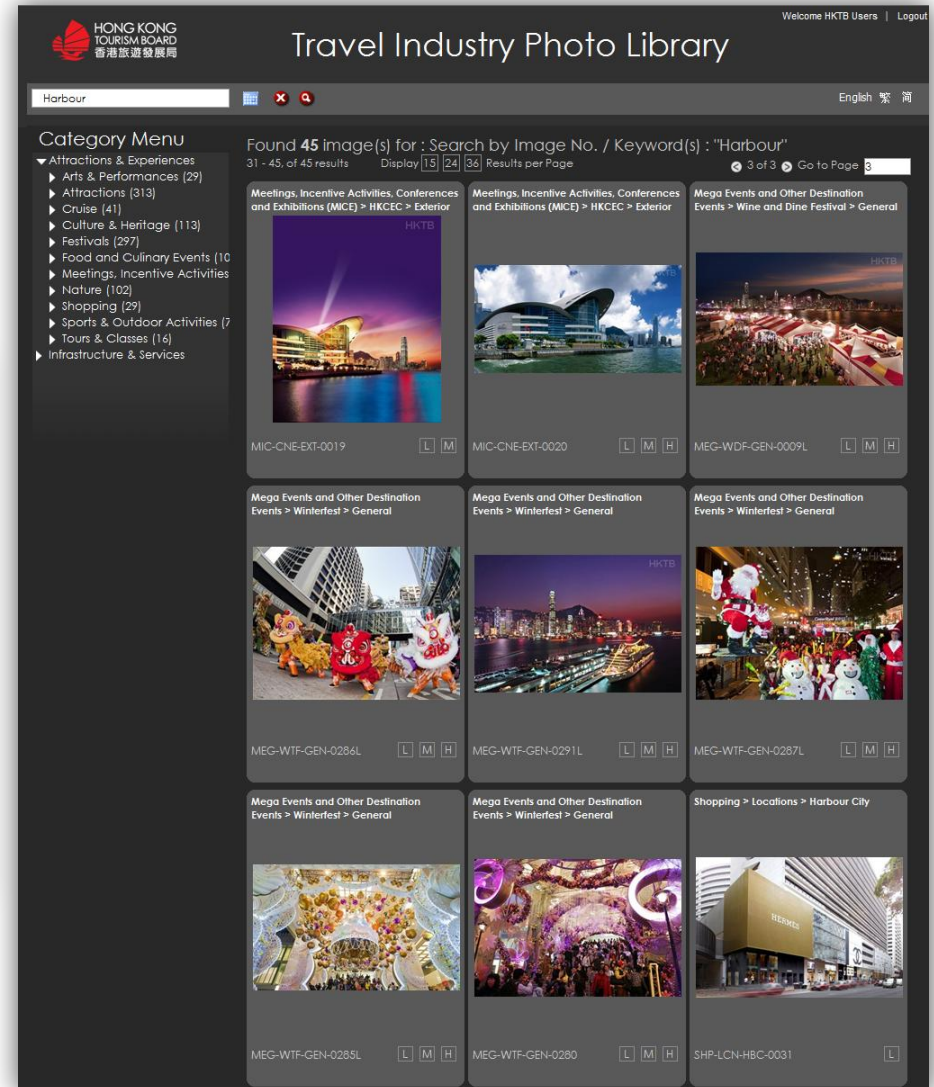 Welcome HKTB Users | Logout
HONG KONG
TOURISM BOARD
香港旅遊發展局
Travel Industry Photo Library
Harbour
English 繁 简
Category Menu
Attractions & Experiences
Arts & Performances (29)
Attractions (313)
Cruise (41)
Culture & Heritage (113)
Festivals (297)
Food and Culinary Events (10
Meetings, Incentive Activities
Nature (102)
Shopping (29)
Sports & Outdoor Activities (7
Tours & Classes (16)
Infrastructure & Services
Found 45 image(s) for : Search by Image No. / Keyword(s) : "Harbour"
31 - 45, of 45 results Display 15 24 36 Results per Page
3 of 3 Go to Page 3
Meetings, Incentive Activities, Conferences
and Exhibitions (MICE) > HKCEC > Exterior
HKTB
MIC-CNE-EXT-0019 L M
Meetings, Incentive Activities, Conferences
and Exhibitions (MICE) > HKCEC > Exterior
MIC-CNE-EXT-0020 L M H
Mega Events and Other Destination
Events > Wine and Dine Festival > General
HKTB
MEG-WDF-GEN-0009L L M H
Mega Events and Other Destination
Events > Winterfest > General
MEG-WTF-GEN-0286L L M H
Mega Events and Other Destination
Events > Winterfest > General
HKTB
MEG-WTF-GEN-0291L L M H
Mega Events and Other Destination
Events > Winterfest > General
MEG-WTF-GEN-0287L L M H
Mega Events and Other Destination
Events > Winterfest > General
MEG-WTF-GEN-0285L L M H
Mega Events and Other Destination
Events > Winterfest > General
MEG-WTF-GEN-0280 L M H
Shopping > Locations > Harbour City
HERMES
SHP-LCN-HBC-0031 L